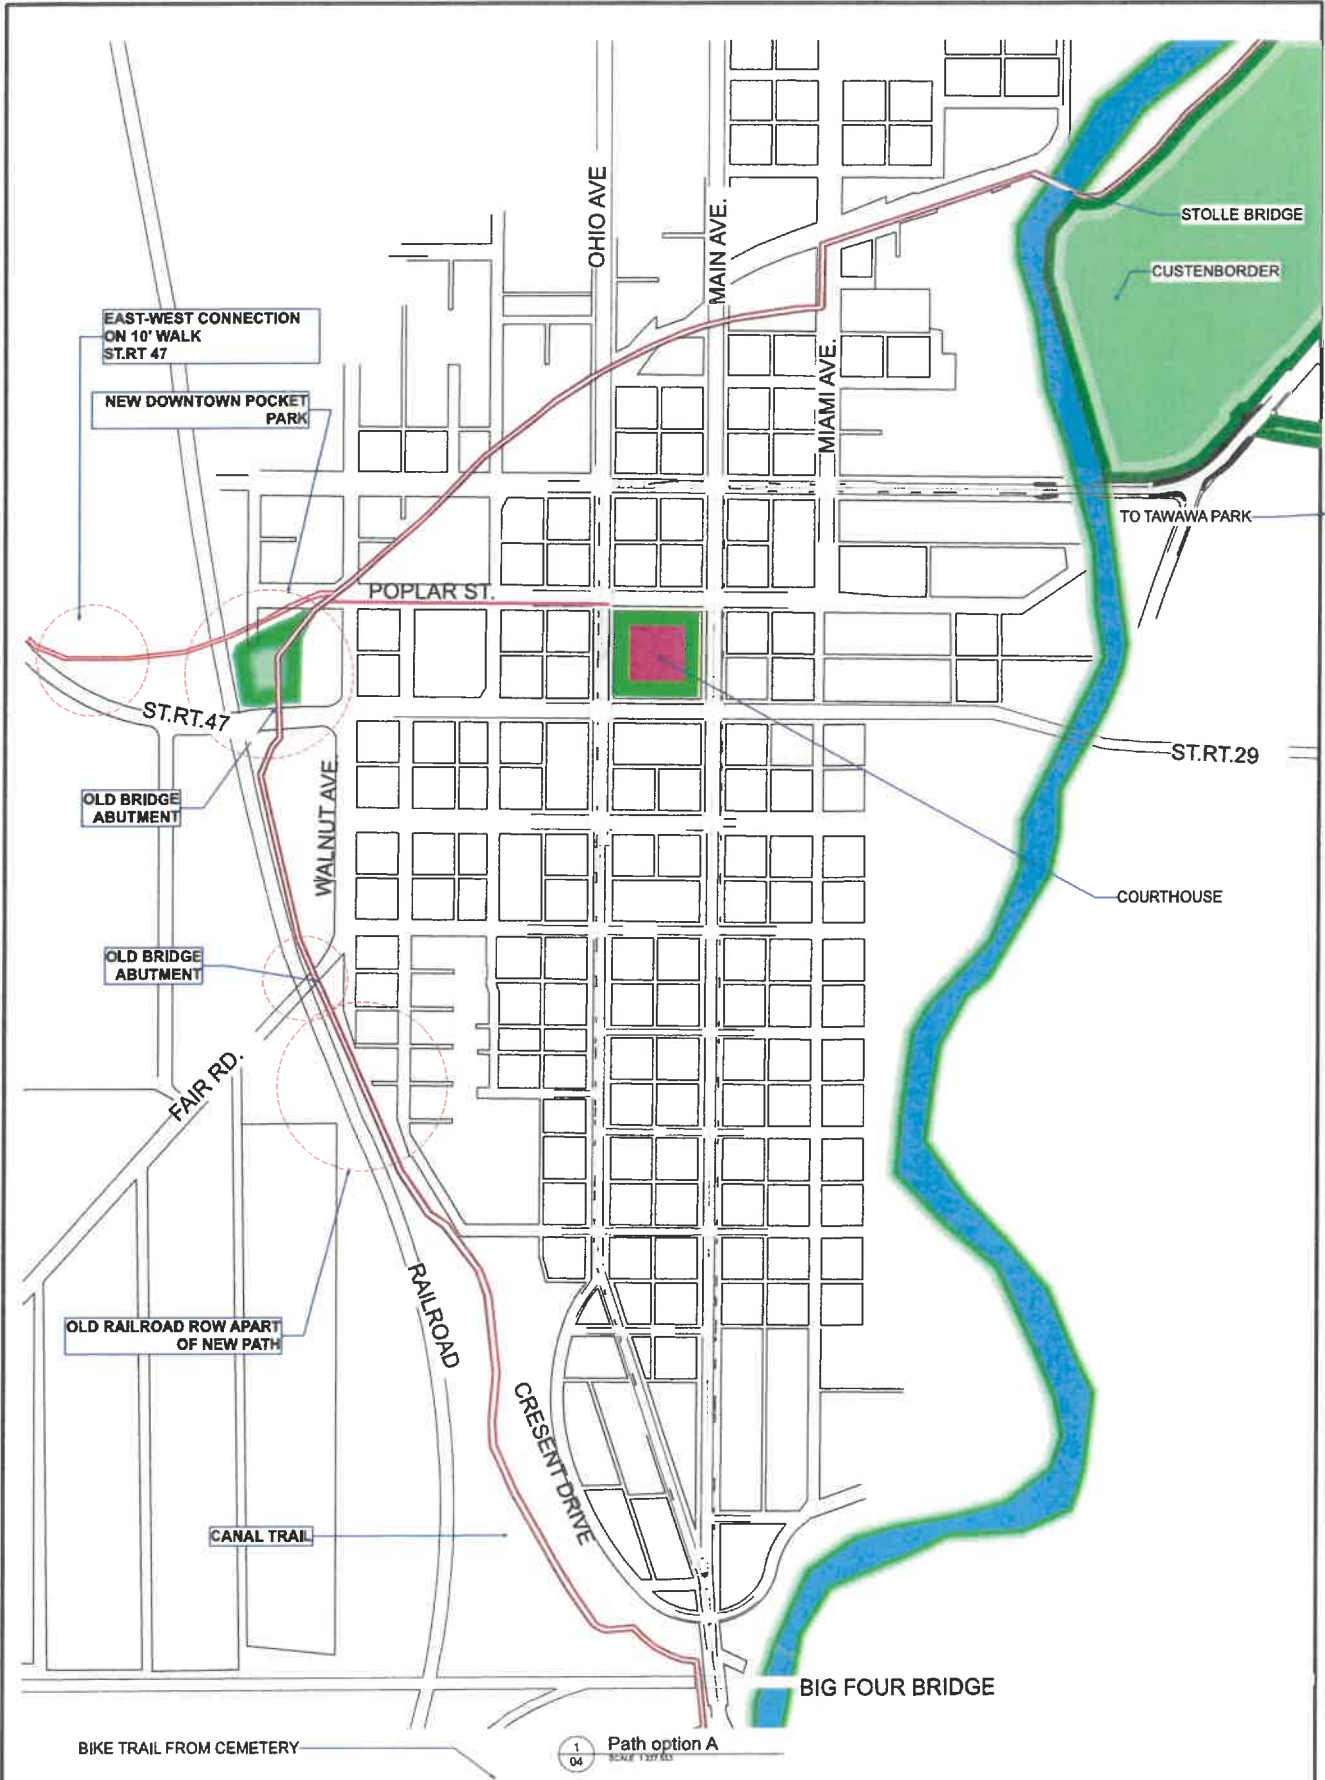 OHIO AVE
MAIN AVE.
STOLLE BRIDGE
CUSTENBORDER
EAST-WEST CONNECTION
ON 10' WALK
ST.RT 47
NEW DOWNTOWN POCKET
PARK
MIAMI AVE.
TO TAWAWA PARK
POPLAR ST.
ST.RT.47
ST.RT.29
OLD BRIDGE
ABUTMENT
WALNUT AVE.
COURTHOUSE
OLD BRIDGE
ABUTMENT
FAIR RD.
RAILROAD
OLD RAILROAD ROW APART
OF NEW PATH
CRESENT DRIVE
CANAL TRAIL
BIG FOUR BRIDGE
BIKE TRAIL FROM CEMETERY
1
04
Path option A
SCALE